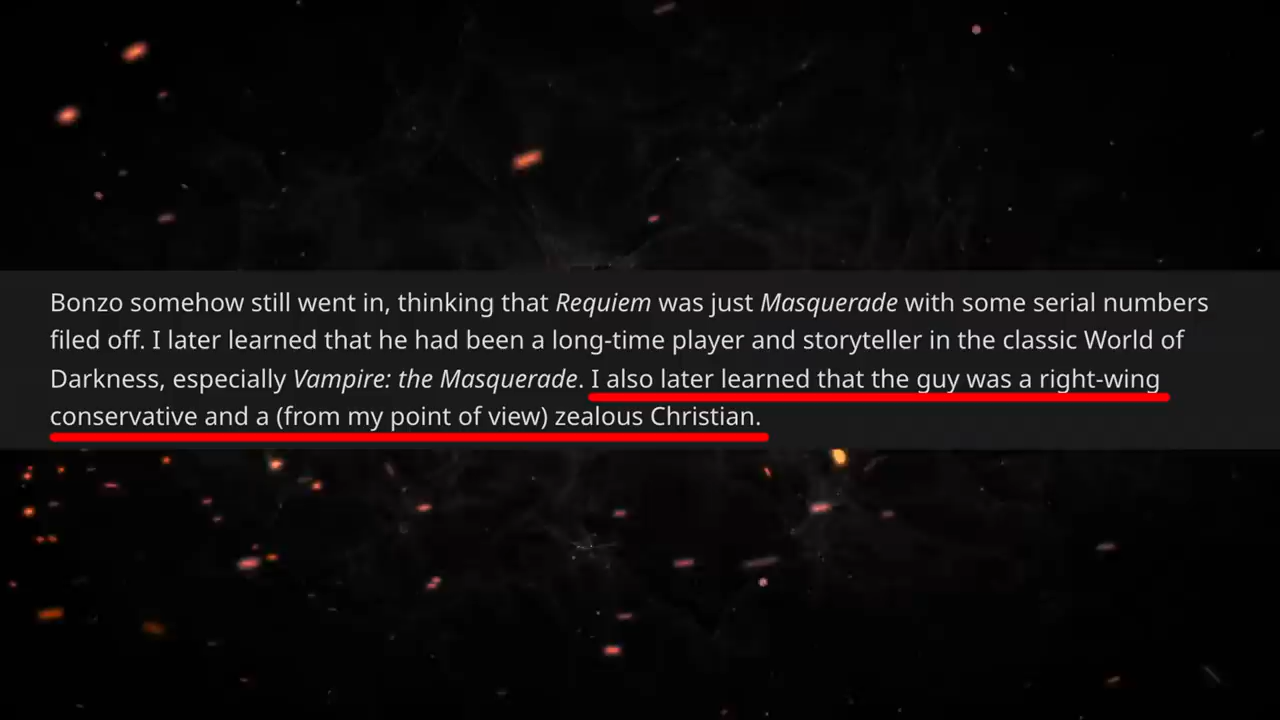 Bonzo somehow still went in, thinking that Requiem was just Masquerade with some serial numbers
filed off. I later learned that he had been a long-time player and storyteller in the classic World of
Darkness, especially Vampire: the Masquerade. I also later learned that the guy was a right-wing
conservative and a (from my point of view) zealous Christian.